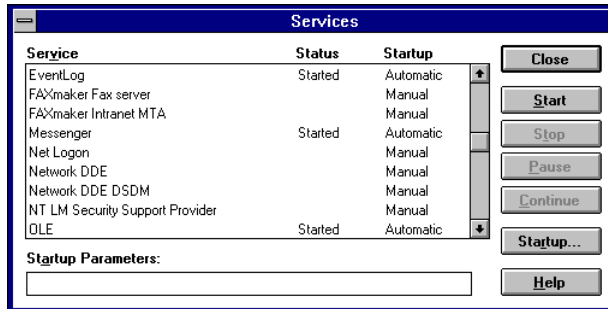 Services
Service Status Startup
EventLog Started Automatic
FAXmaker Fax server Manual
FAXmaker Intranet MTA Manual
Messenger Started Automatic
Net Logon Manual
Network DDE Manual
Network DDE DSDM Manual
NT LM Security Support Provider Manual
OLE Started Automatic
Startup Parameters:
Close
Start
Stop
Pause
Continue
Startup...
Help